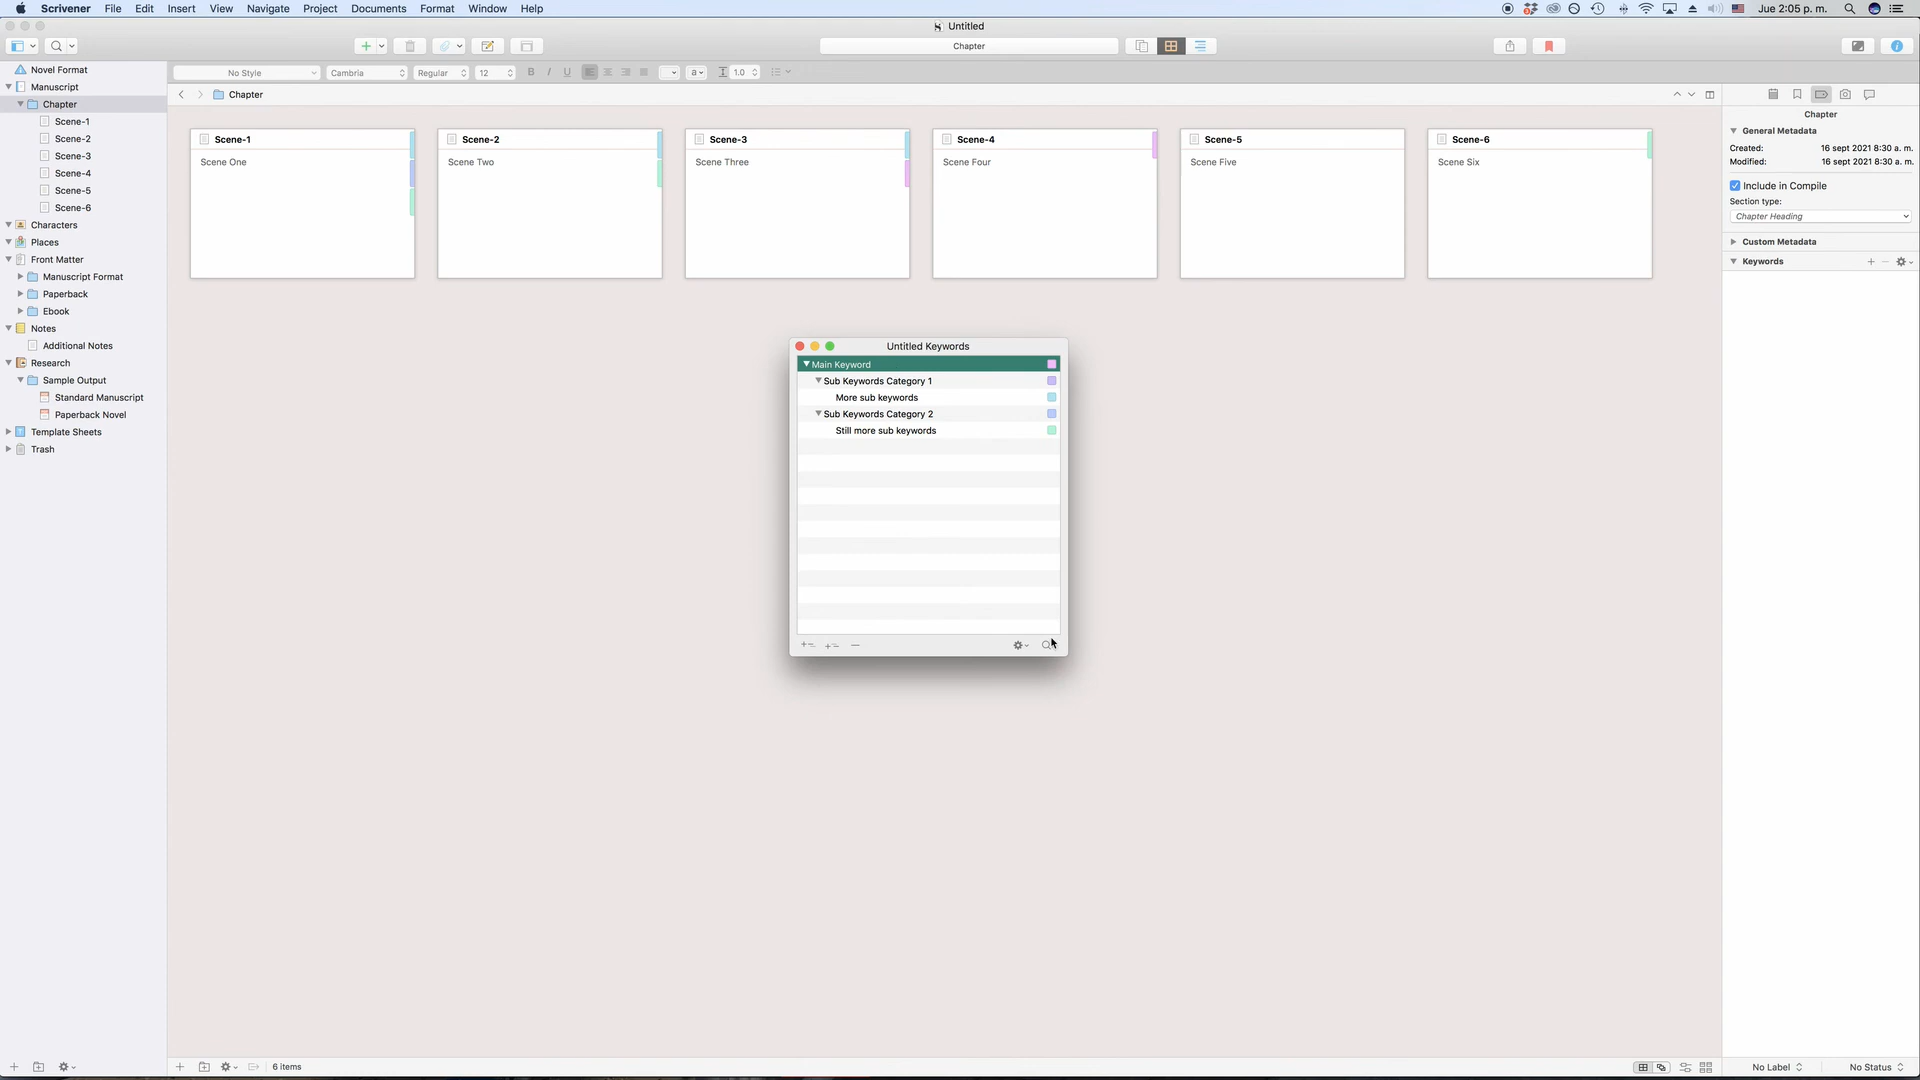 Scrivener File Edit Insert View Navigate Project Documents Format Window Help
Jue 2:05 p. m.
Untitled
Chapter
No Style Cambria Regular 12 B I U a 1.0
Chapter
Novel Format
Manuscript
Chapter
Scene-1
Scene-2
Scene-3
Scene-4
Scene-5
Scene-6
Characters
Places
Front Matter
Manuscript Format
Paperback
Ebook
Notes
Additional Notes
Research
Sample Output
Standard Manuscript
Paperback Novel
Template Sheets
Trash
Scene-1
Scene One
Scene-2
Scene Two
Scene-3
Scene Three
Scene-4
Scene Four
Scene-5
Scene Five
Scene-6
Scene Six
Untitled Keywords
Main Keyword
Sub Keywords Category 1
More sub keywords
Sub Keywords Category 2
Still more sub keywords
Chapter
General Metadata
Created: 16 sept 2021 8:30 a. m.
Modified: 16 sept 2021 8:30 a. m.
Include in Compile
Section type:
Chapter Heading
Custom Metadata
Keywords
6 items
No Label No Status